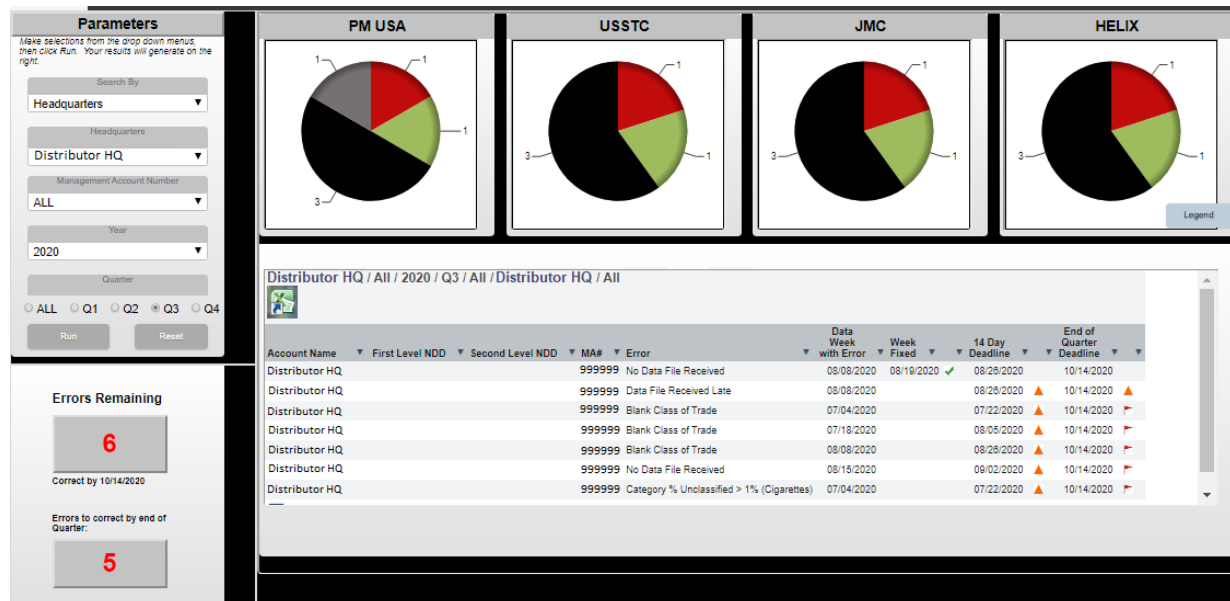 Parameters
Make selections from the drop down menus,
then click Run. Your results will generate on the
right.
Search By
Headquarters
Headquarters
Distributor HQ
Management Account Number
ALL
Year
2020
Quarter
ALL Q1 Q2 Q3 Q4
Run Reset
Errors Remaining
6
Correct by 10/14/2020
Errors to correct by end of
Quarter:
5
PM USA
1
1
1
3
USSTC
1
1
3
JMC
1
1
3
HELIX
1
1
3
Legend
Distributor HQ / All / 2020 / Q3 / All / Distributor HQ / All
Account Name First Level NDD Second Level NDD MA# Error Data Week with Error Week Fixed 14 Day Deadline End of Quarter Deadline
Distributor HQ 999999 No Data File Received 08/08/2020 08/19/2020 08/26/2020 10/14/2020
Distributor HQ 999999 Data File Received Late 08/08/2020 08/26/2020 10/14/2020
Distributor HQ 999999 Blank Class of Trade 07/04/2020 07/22/2020 10/14/2020
Distributor HQ 999999 Blank Class of Trade 07/18/2020 08/05/2020 10/14/2020
Distributor HQ 999999 Blank Class of Trade 08/08/2020 08/26/2020 10/14/2020
Distributor HQ 999999 No Data File Received 08/15/2020 09/02/2020 10/14/2020
Distributor HQ 999999 Category % Unclassified > 1% (Cigarettes) 07/04/2020 07/22/2020 10/14/2020